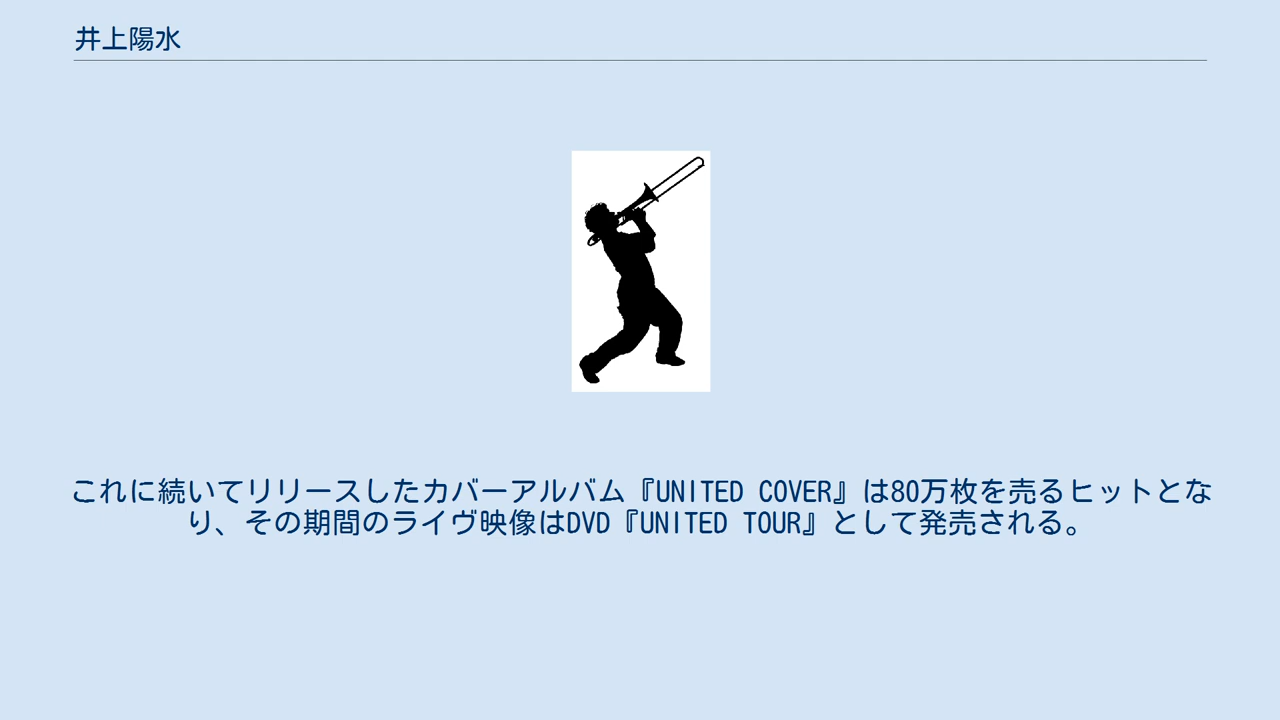 井上陽水
これに続いてリリースしたカバーアルバム『UNITED COVER』は80万枚を売るヒットとな
り、その期間のライヴ映像はDVD『UNITED TOUR』として発売される。